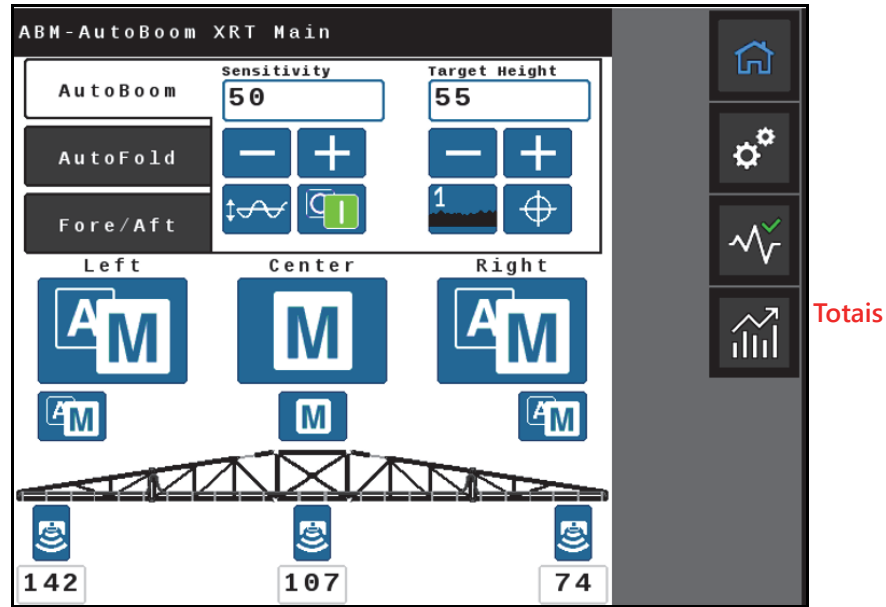 ABM-AutoBoom XRT Main
Sensitivity
Target Height
AutoBoom
50
55
AutoFold
Fore/Aft
1
Left
Center
Right
A M
M
A M
A M
M
A M
142
107
74
Totais